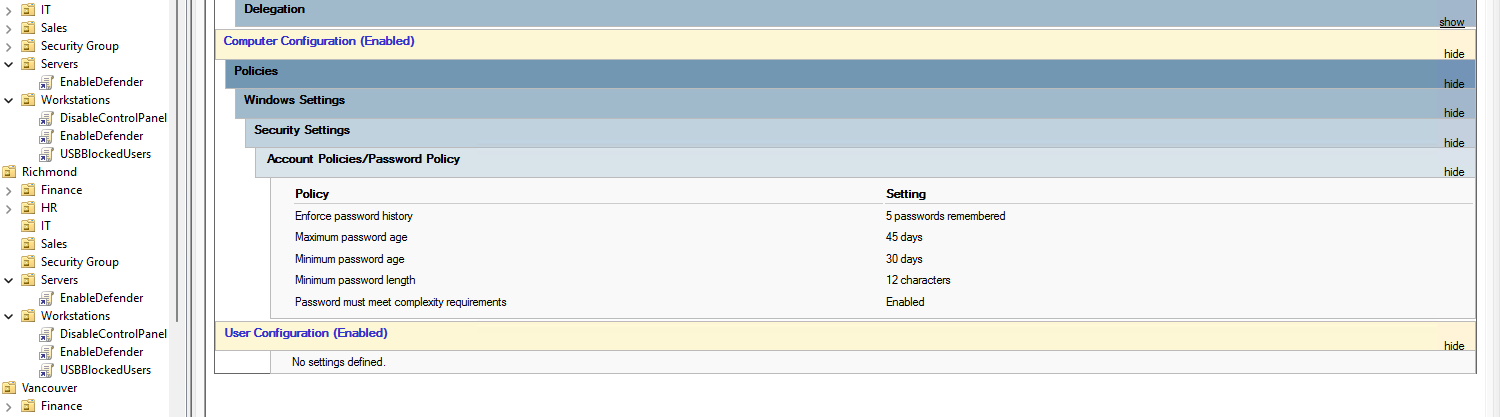 IT
Sales
Security Group
Servers
EnableDefender
Workstations
DisableControlPanel
EnableDefender
USBBlockedUsers
Richmond
Finance
HR
IT
Sales
Security Group
Servers
EnableDefender
Workstations
DisableControlPanel
EnableDefender
USBBlockedUsers
Vancouver
Finance
Delegation
show
Computer Configuration (Enabled)
hide
Policies
hide
Windows Settings
hide
Security Settings
hide
Account Policies/Password Policy
hide
Policy Setting
Enforce password history 5 passwords remembered
Maximum password age 45 days
Minimum password age 30 days
Minimum password length 12 characters
Password must meet complexity requirements Enabled
User Configuration (Enabled)
hide
No settings defined.